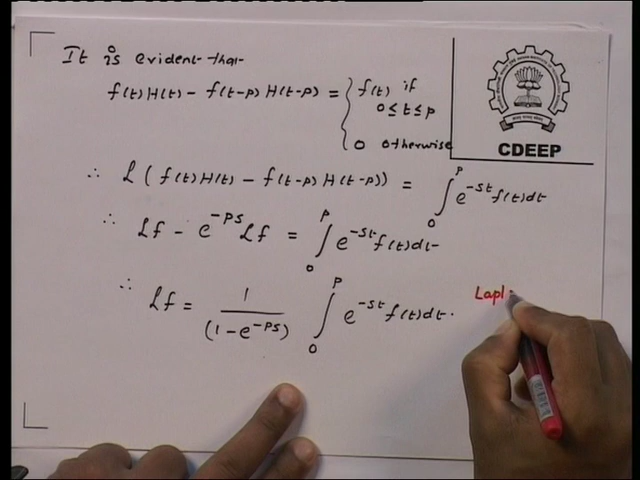 It is evident that
f(t)H(t) - f(t-p)H(t-p) = { f(t) if
0 ≤ t ≤ p
0 otherwise
CDEEP
∴ L(f(t)H(t) - f(t-p)H(t-p)) = ∫₀ᵖ e^{-st} f(t)dt
∴ Lf - e^{-ps}Lf = ∫₀ᵖ e^{-st} f(t)dt
∴ Lf = 1/(1-e^{-ps}) ∫₀ᵖ e^{-st} f(t)dt.
Lapl